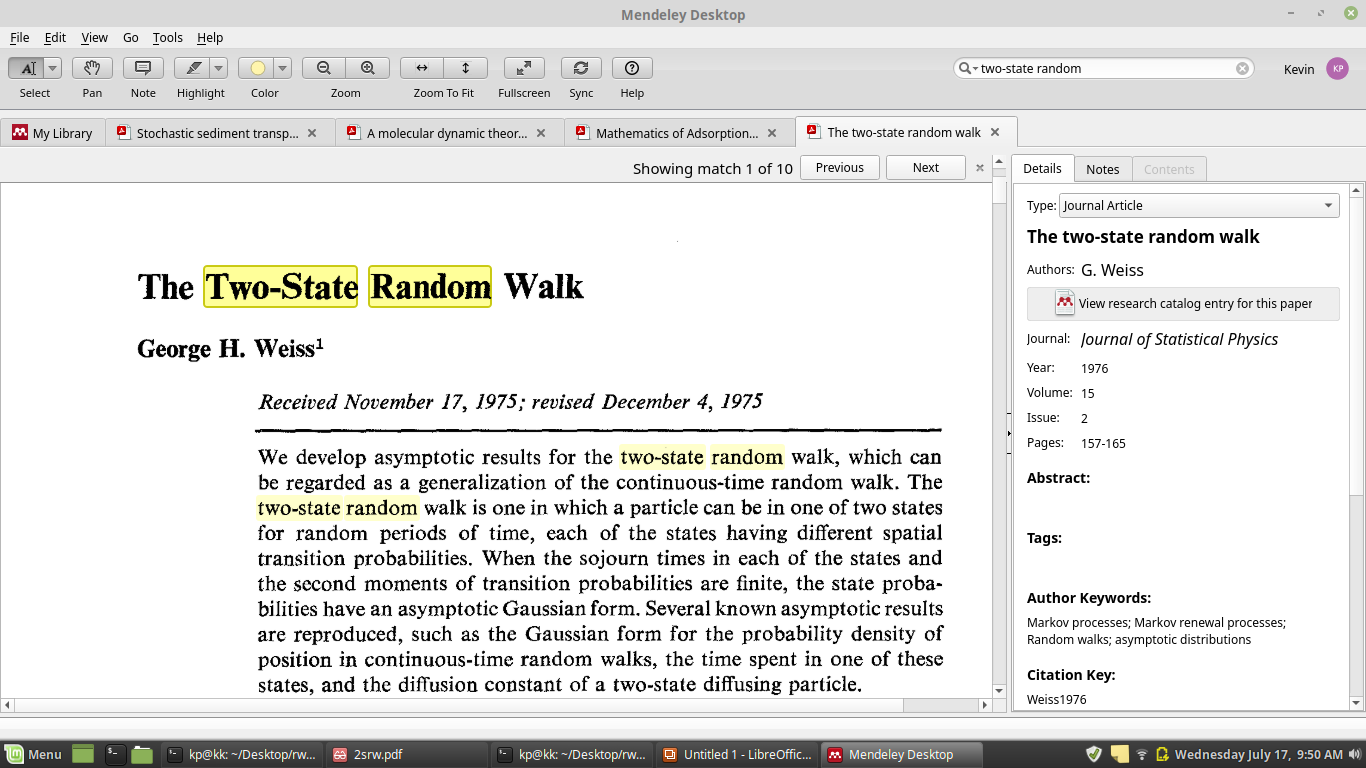 Mendeley Desktop
File Edit View Go Tools Help
Select Pan Note Highlight Color Zoom Zoom To Fit Fullscreen Sync Help
two-state random
Kevin KP
My Library
Stochastic sediment transp...
A molecular dynamic theor...
Mathematics of Adsorption...
The two-state random walk
Showing match 1 of 10 Previous Next
The Two-State Random Walk
George H. Weiss¹
Received November 17, 1975; revised December 4, 1975
We develop asymptotic results for the two-state random walk, which can
be regarded as a generalization of the continuous-time random walk. The
two-state random walk is one in which a particle can be in one of two states
for random periods of time, each of the states having different spatial
transition probabilities. When the sojourn times in each of the states and
the second moments of transition probabilities are finite, the state proba-
bilities have an asymptotic Gaussian form. Several known asymptotic results
are reproduced, such as the Gaussian form for the probability density of
position in continuous-time random walks, the time spent in one of these
states, and the diffusion constant of a two-state diffusing particle.
Details Notes Contents
Type: Journal Article
The two-state random walk
Authors: G. Weiss
View research catalog entry for this paper
Journal: Journal of Statistical Physics
Year: 1976
Volume: 15
Issue: 2
Pages: 157-165
Abstract:
Tags:
Author Keywords:
Markov processes; Markov renewal processes;
Random walks; asymptotic distributions
Citation Key:
Weiss1976
Menu
kp@kk: ~/Desktop/rw...
2srw.pdf
kp@kk: ~/Desktop/rw...
Untitled 1 - LibreOffic...
Mendeley Desktop
Wednesday July 17, 9:50 AM